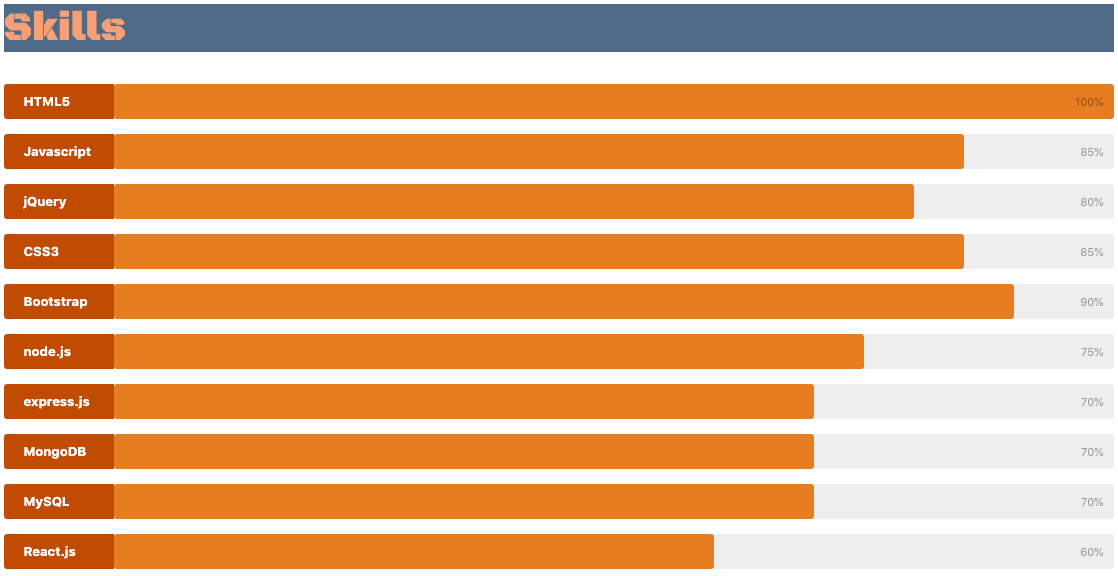 Skills
HTML5 100%
Javascript 85%
jQuery 80%
CSS3 85%
Bootstrap 90%
node.js 75%
express.js 70%
MongoDB 70%
MySQL 70%
React.js 60%